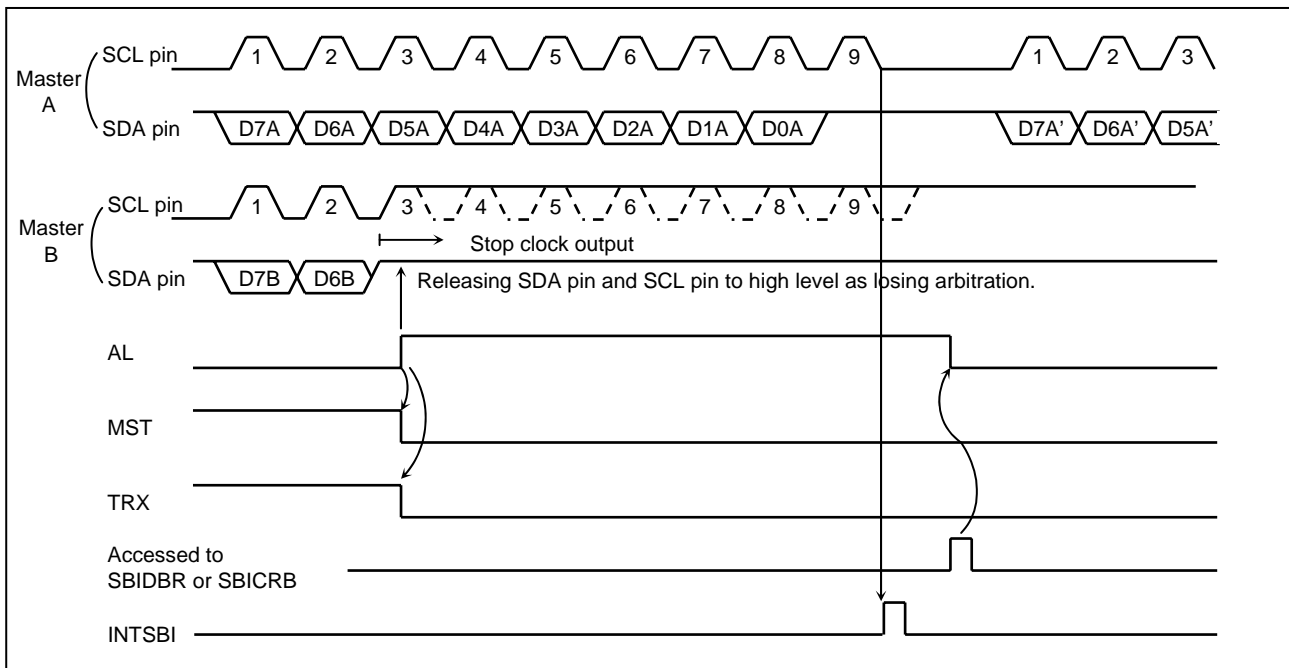 Master A
SCL pin
1 2 3 4 5 6 7 8 9 1 2 3
SDA pin
D7A D6A D5A D4A D3A D2A D1A D0A D7A’ D6A’ D5A’
Master B
SCL pin
1 2 3 4 5 6 7 8 9
Stop clock output
SDA pin
D7B D6B
Releasing SDA pin and SCL pin to high level as losing arbitration.
AL
MST
TRX
Accessed to
SBIDBR or SBICRB
INTSBI